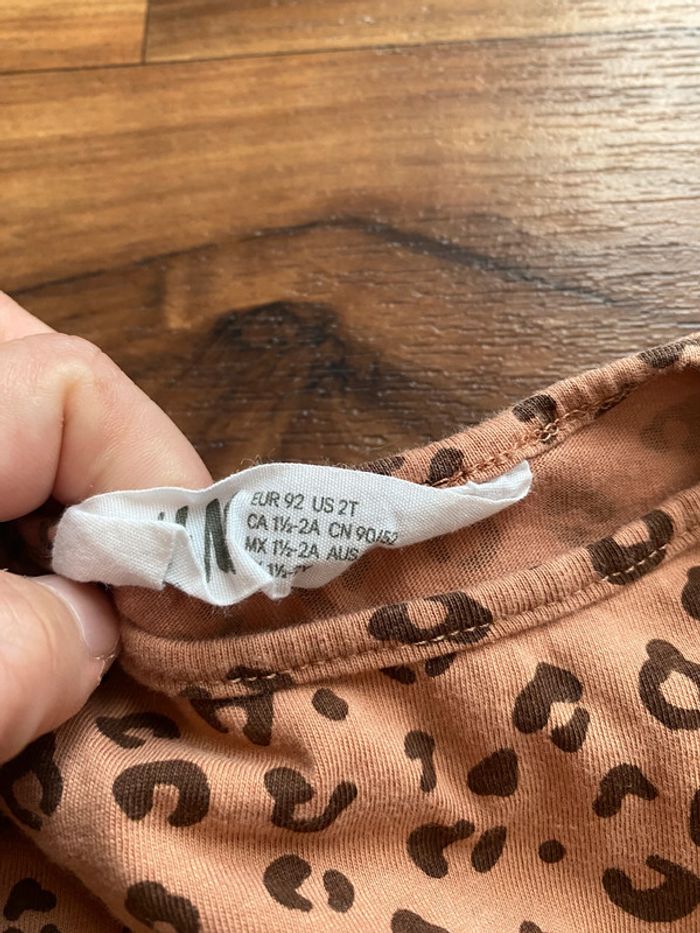 EUR 92 US 2T
CA 1½-2A CN 90/52
MX 1½-2A AUS